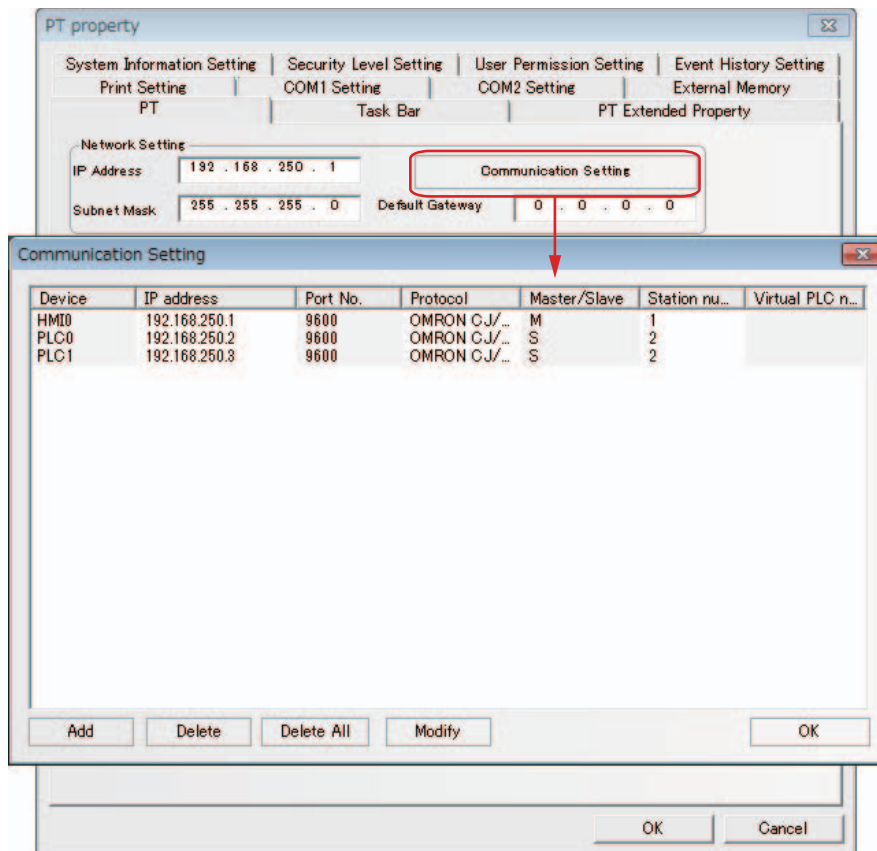 PT property
System Information Setting Security Level Setting User Permission Setting Event History Setting
Print Setting COM1 Setting COM2 Setting External Memory
PT Task Bar PT Extended Property
Network Setting
IP Address 192 . 168 . 250 . 1 Communication Setting
Subnet Mask 255 . 255 . 255 . 0 Default Gateway 0 . 0 . 0 . 0
Communication Setting
Device IP address Port No. Protocol Master/Slave Station nu... Virtual PLC n...
HMI0 192.168.250.1 9600 OMRON CJ/... M 1
PLC0 192.168.250.2 9600 OMRON CJ/... S 2
PLC1 192.168.250.3 9600 OMRON CJ/... S 2
Add Delete Delete All Modify OK
OK Cancel